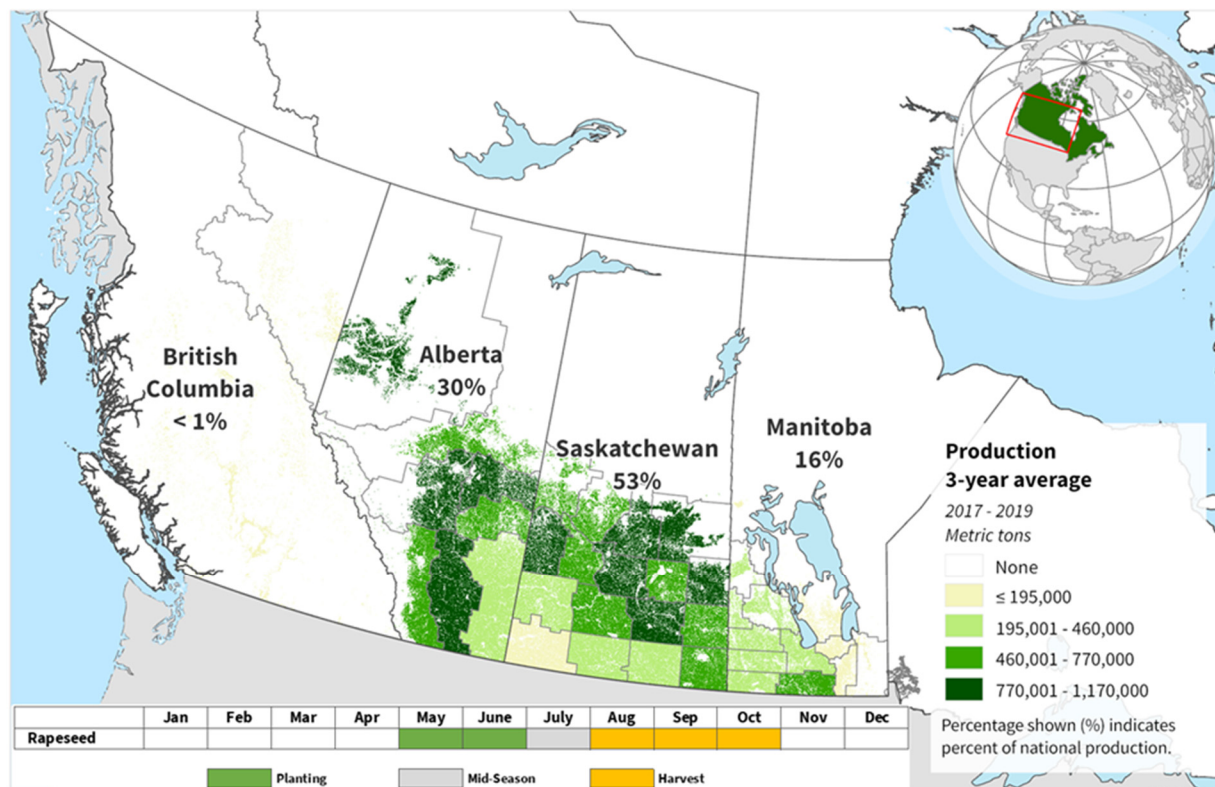 British
Columbia
< 1%
Alberta
30%
Saskatchewan
53%
Manitoba
16%
Production
3-year average
2017 - 2019
Metric tons
None
≤ 195,000
195,001 - 460,000
460,001 - 770,000
770,001 - 1,170,000
Percentage shown (%) indicates
percent of national production.
Jan Feb Mar Apr May June July Aug Sep Oct Nov Dec
Rapeseed
Planting Mid-Season Harvest